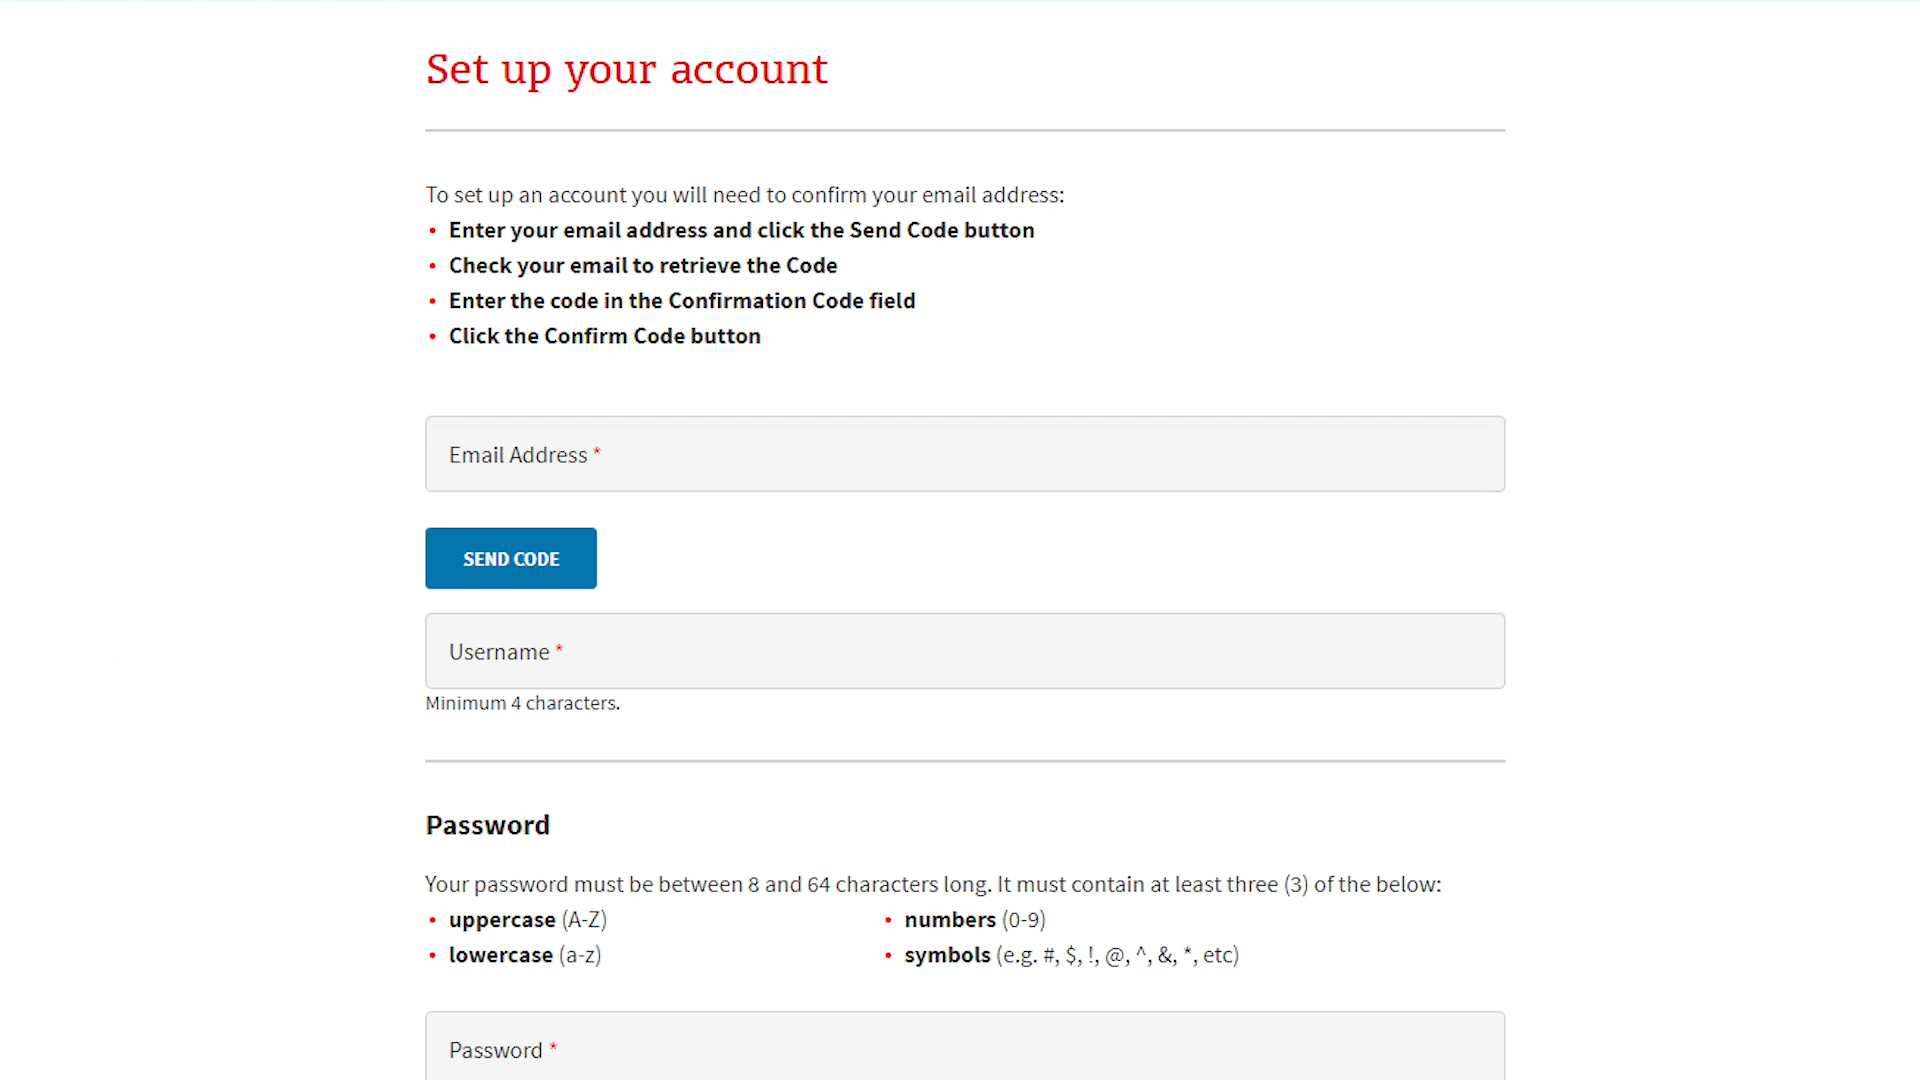 Set up your account
To set up an account you will need to confirm your email address:
• Enter your email address and click the Send Code button
• Check your email to retrieve the Code
• Enter the code in the Confirmation Code field
• Click the Confirm Code button
Email Address *
SEND CODE
Username *
Minimum 4 characters.
Password
Your password must be between 8 and 64 characters long. It must contain at least three (3) of the below:
• uppercase (A-Z)
• lowercase (a-z)
• numbers (0-9)
• symbols (e.g. #, $, !, @, ^, &, *, etc)
Password *